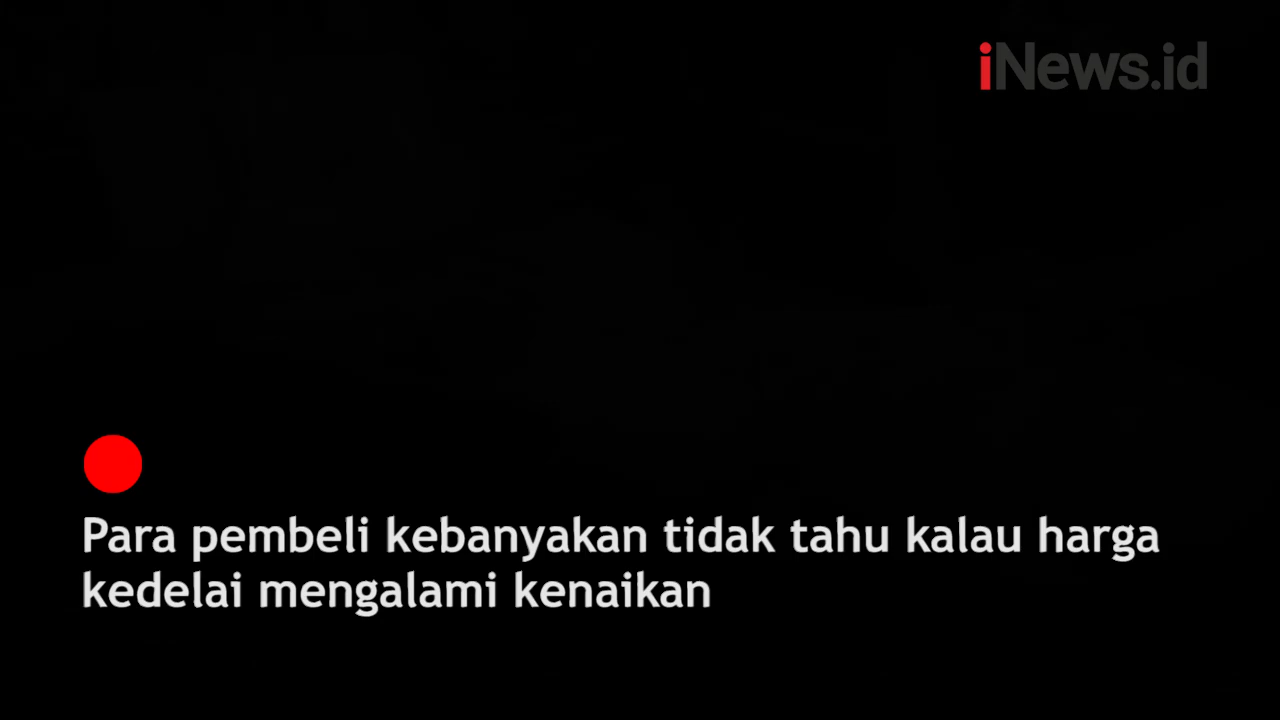 iNews.id
Para pembeli kebanyakan tidak tahu kalau harga
kedelai mengalami kenaikan